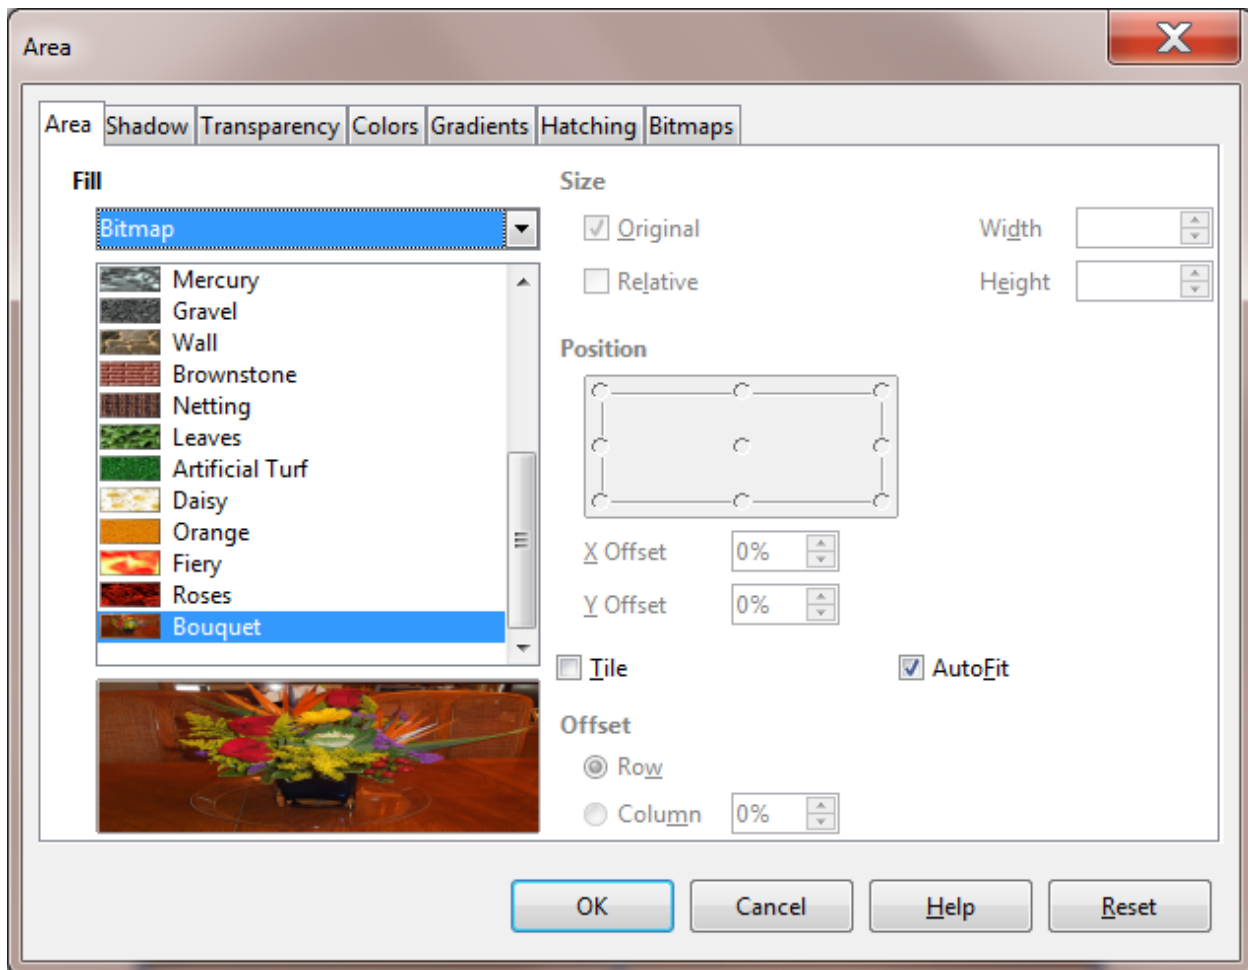 Area
Area Shadow Transparency Colors Gradients Hatching Bitmaps
Fill
Bitmap
Mercury
Gravel
Wall
Brownstone
Netting
Leaves
Artificial Turf
Daisy
Orange
Fiery
Roses
Bouquet
Size
Original
Width
Relative
Height
Position
X Offset 0%
Y Offset 0%
Tile
AutoFit
Offset
Row
Column 0%
OK Cancel Help Reset